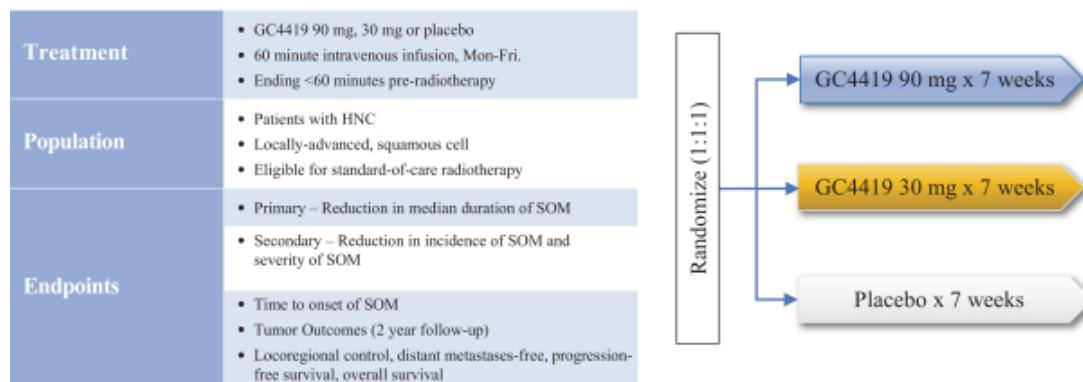 Treatment
• GC4419 90 mg, 30 mg or placebo
• 60 minute intravenous infusion, Mon-Fri.
• Ending <60 minutes pre-radiotherapy
Population
• Patients with HNC
• Locally-advanced, squamous cell
• Eligible for standard-of-care radiotherapy
Endpoints
• Primary – Reduction in median duration of SOM
• Secondary – Reduction in incidence of SOM and
severity of SOM
• Time to onset of SOM
• Tumor Outcomes (2 year follow-up)
• Locoregional control, distant metastases-free, progression-
free survival, overall survival
Randomize (1:1:1)
GC4419 90 mg x 7 weeks
GC4419 30 mg x 7 weeks
Placebo x 7 weeks